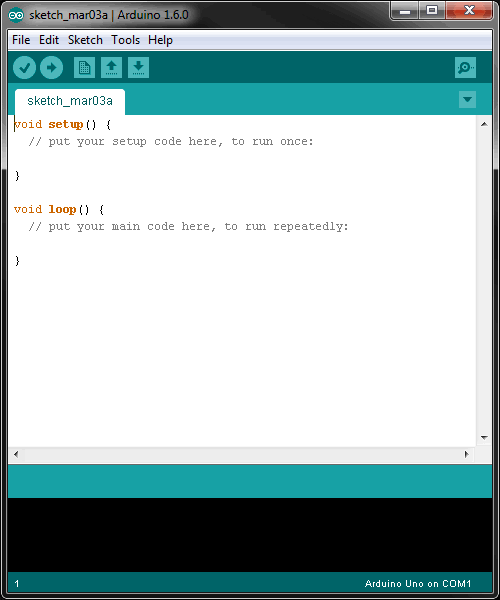 sketch_mar03a | Arduino 1.6.0
File Edit Sketch Tools Help
sketch_mar03a
void setup() {
  // put your setup code here, to run once:
}
void loop() {
  // put your main code here, to run repeatedly:
}
1 Arduino Uno on COM1